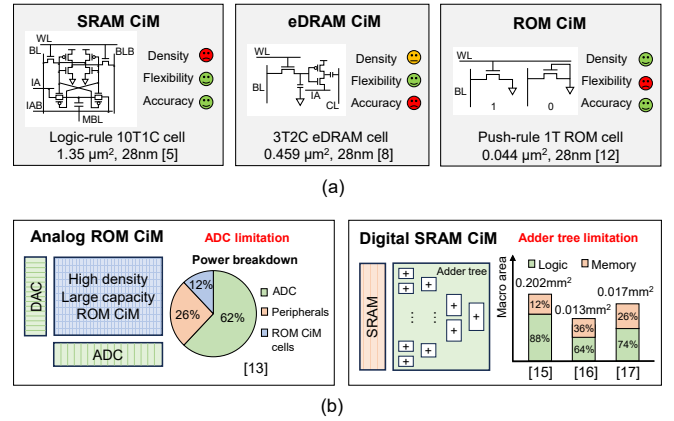 SRAM CiM
WL
BL
BLB
IA
IAB
MBL
Density
Flexibility
Accuracy
Logic-rule 10T1C cell
1.35 μm², 28nm [5]
eDRAM CiM
WL
BL
IA
CL
Density
Flexibility
Accuracy
3T2C eDRAM cell
0.459 μm², 28nm [8]
ROM CiM
WL
BL
1
0
Density
Flexibility
Accuracy
Push-rule 1T ROM cell
0.044 μm², 28nm [12]
(a)
Analog ROM CiM
DAC
High density
Large capacity
ROM CiM
ADC
ADC limitation
Power breakdown
12%
26%
62%
ADC
Peripherals
ROM CiM
cells
[13]
Digital SRAM CiM
SRAM
Adder tree
+
+
+
+
+
+
+
+
+
+
+
Adder tree limitation
Logic
Memory
Macro area
0.202mm²
0.013mm²
0.017mm²
12%
88%
36%
64%
26%
74%
[15]
[16]
[17]
(b)